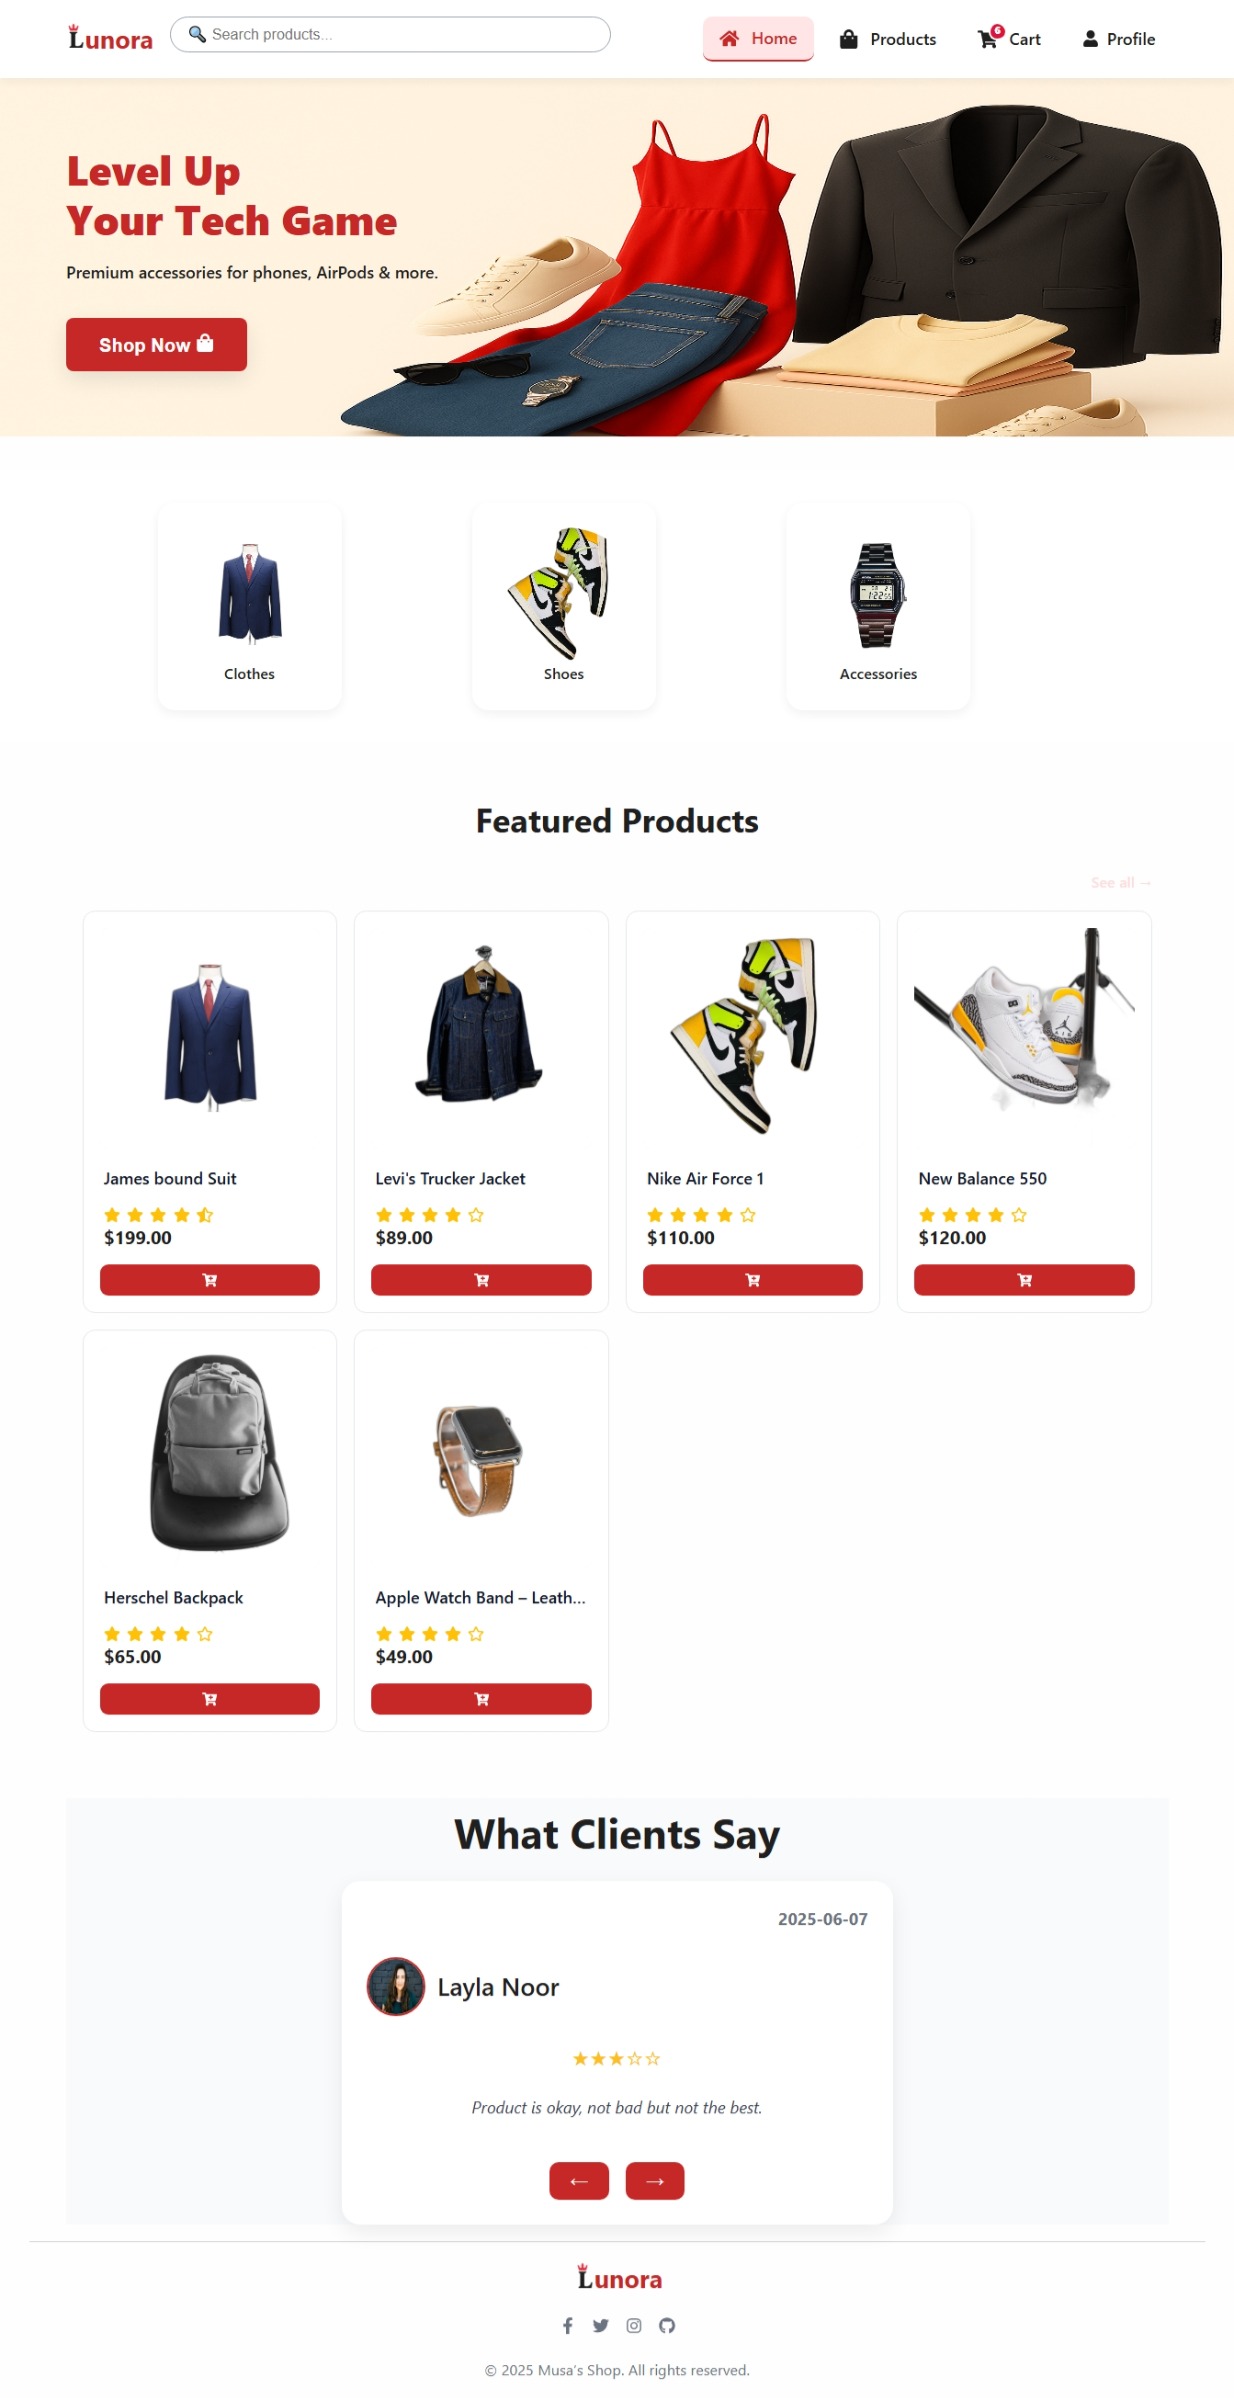 Lunora
🔍 Search products...
Home
Products
6
Cart
Profile
Level Up
Your Tech Game
Premium accessories for phones, AirPods & more.
Shop Now
Clothes
Shoes
Accessories
Featured Products
See all →
James bound Suit
$199.00
Levi's Trucker Jacket
$89.00
Nike Air Force 1
$110.00
New Balance 550
$120.00
Herschel Backpack
$65.00
Apple Watch Band – Leath...
$49.00
What Clients Say
2025-06-07
Layla Noor
★★★☆☆
Product is okay, not bad but not the best.
←
→
Lunora
© 2025 Musa's Shop. All rights reserved.